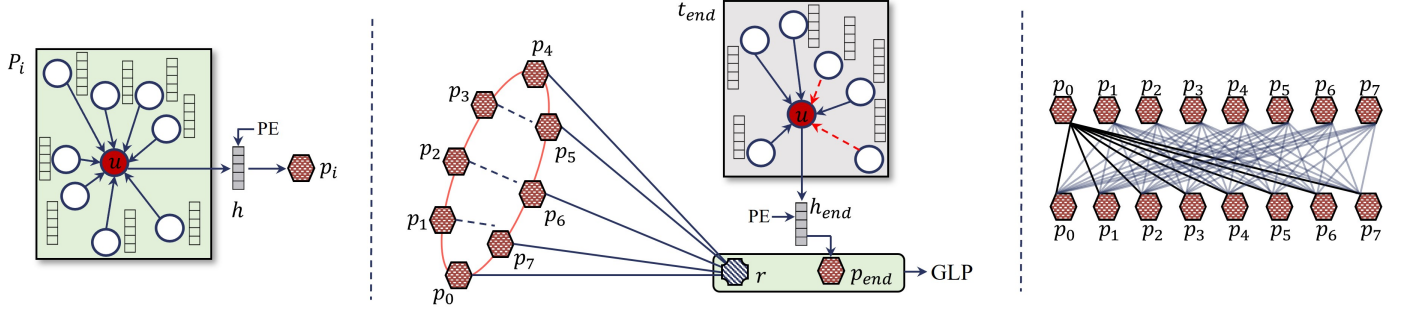 P_i
u
PE
h
p_i
p_4
p_3
p_2
p_1
p_0
p_5
p_6
p_7
t_end
u
PE
h_end
r
p_end
GLP
p_0 p_1 p_2 p_3 p_4 p_5 p_6 p_7
p_0 p_1 p_2 p_3 p_4 p_5 p_6 p_7